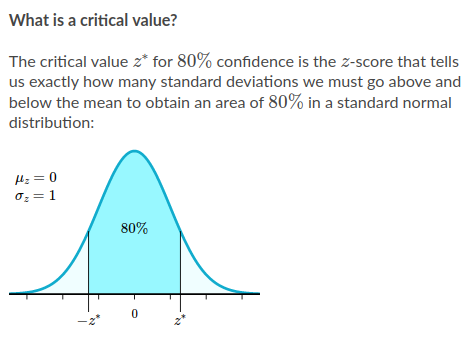 What is a critical value?
The critical value z* for 80% confidence is the z-score that tells
us exactly how many standard deviations we must go above and
below the mean to obtain an area of 80% in a standard normal
distribution:
μz = 0
σz = 1
80%
−z* 0 z*